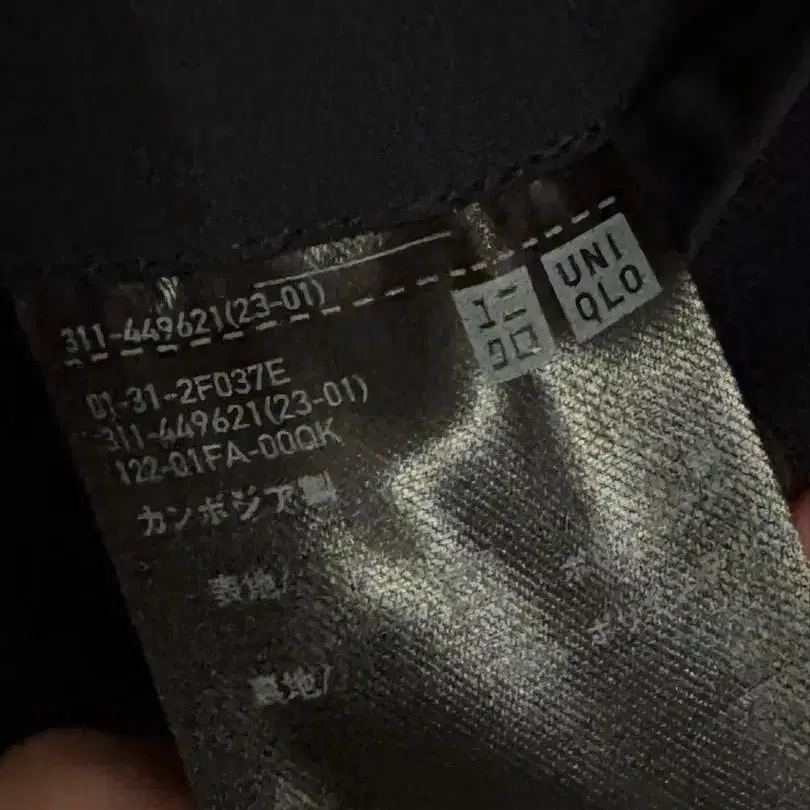 311-449621(23-01)
ユニ
クロ
UNI
QLO
01-31-2F037E
311-449621(23-01)
122-01FA-00QK
カンボジア製
表地/
裏地/